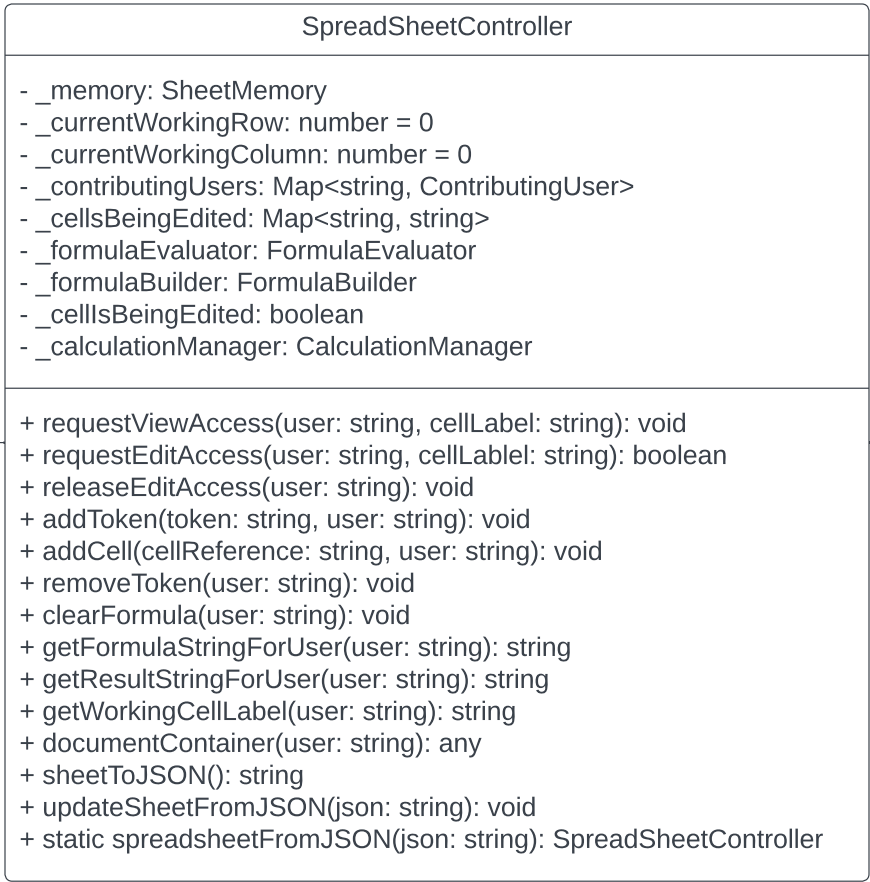 SpreadSheetController
- _memory: SheetMemory
- _currentWorkingRow: number = 0
- _currentWorkingColumn: number = 0
- _contributingUsers: Map<string, ContributingUser>
- _cellsBeingEdited: Map<string, string>
- _formulaEvaluator: FormulaEvaluator
- _formulaBuilder: FormulaBuilder
- _cellIsBeingEdited: boolean
- _calculationManager: CalculationManager
+ requestViewAccess(user: string, cellLabel: string): void
+ requestEditAccess(user: string, cellLablel: string): boolean
+ releaseEditAccess(user: string): void
+ addToken(token: string, user: string): void
+ addCell(cellReference: string, user: string): void
+ removeToken(user: string): void
+ clearFormula(user: string): void
+ getFormulaStringForUser(user: string): string
+ getResultStringForUser(user: string): string
+ getWorkingCellLabel(user: string): string
+ documentContainer(user: string): any
+ sheetToJSON(): string
+ updateSheetFromJSON(json: string): void
+ static spreadsheetFromJSON(json: string): SpreadSheetController